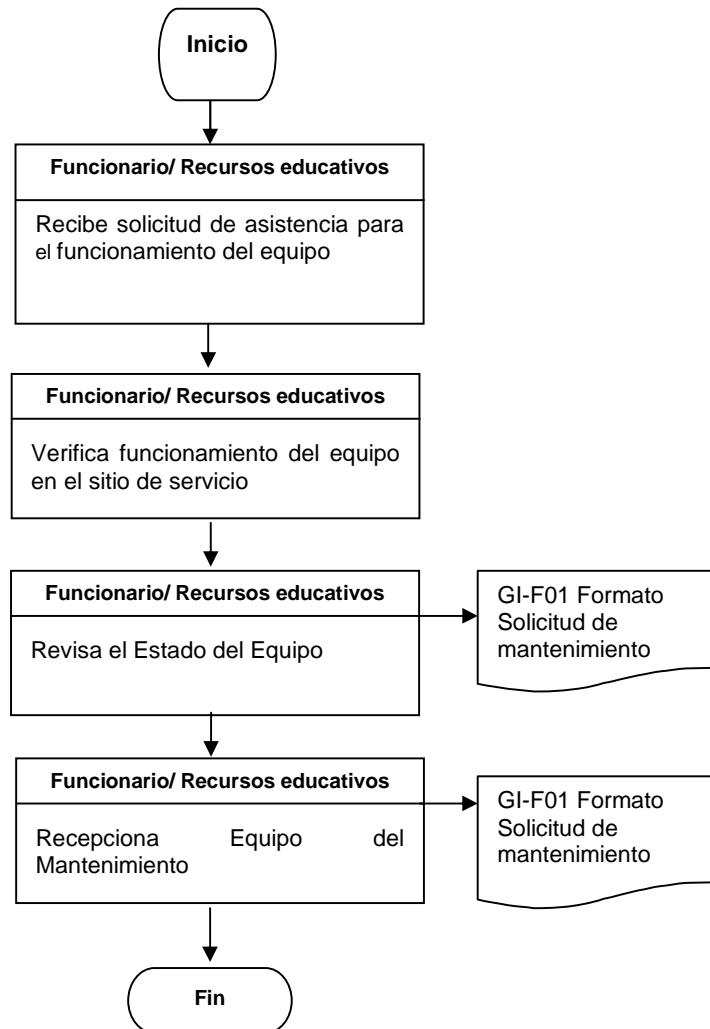 Inicio
Funcionario/ Recursos educativos
Recibe solicitud de asistencia para
el funcionamiento del equipo
Funcionario/ Recursos educativos
Verifica funcionamiento del equipo
en el sitio de servicio
Funcionario/ Recursos educativos
Revisa el Estado del Equipo
GI-F01 Formato
Solicitud de
mantenimiento
Funcionario/ Recursos educativos
Recepciona Equipo del
Mantenimiento
GI-F01 Formato
Solicitud de
mantenimiento
Fin